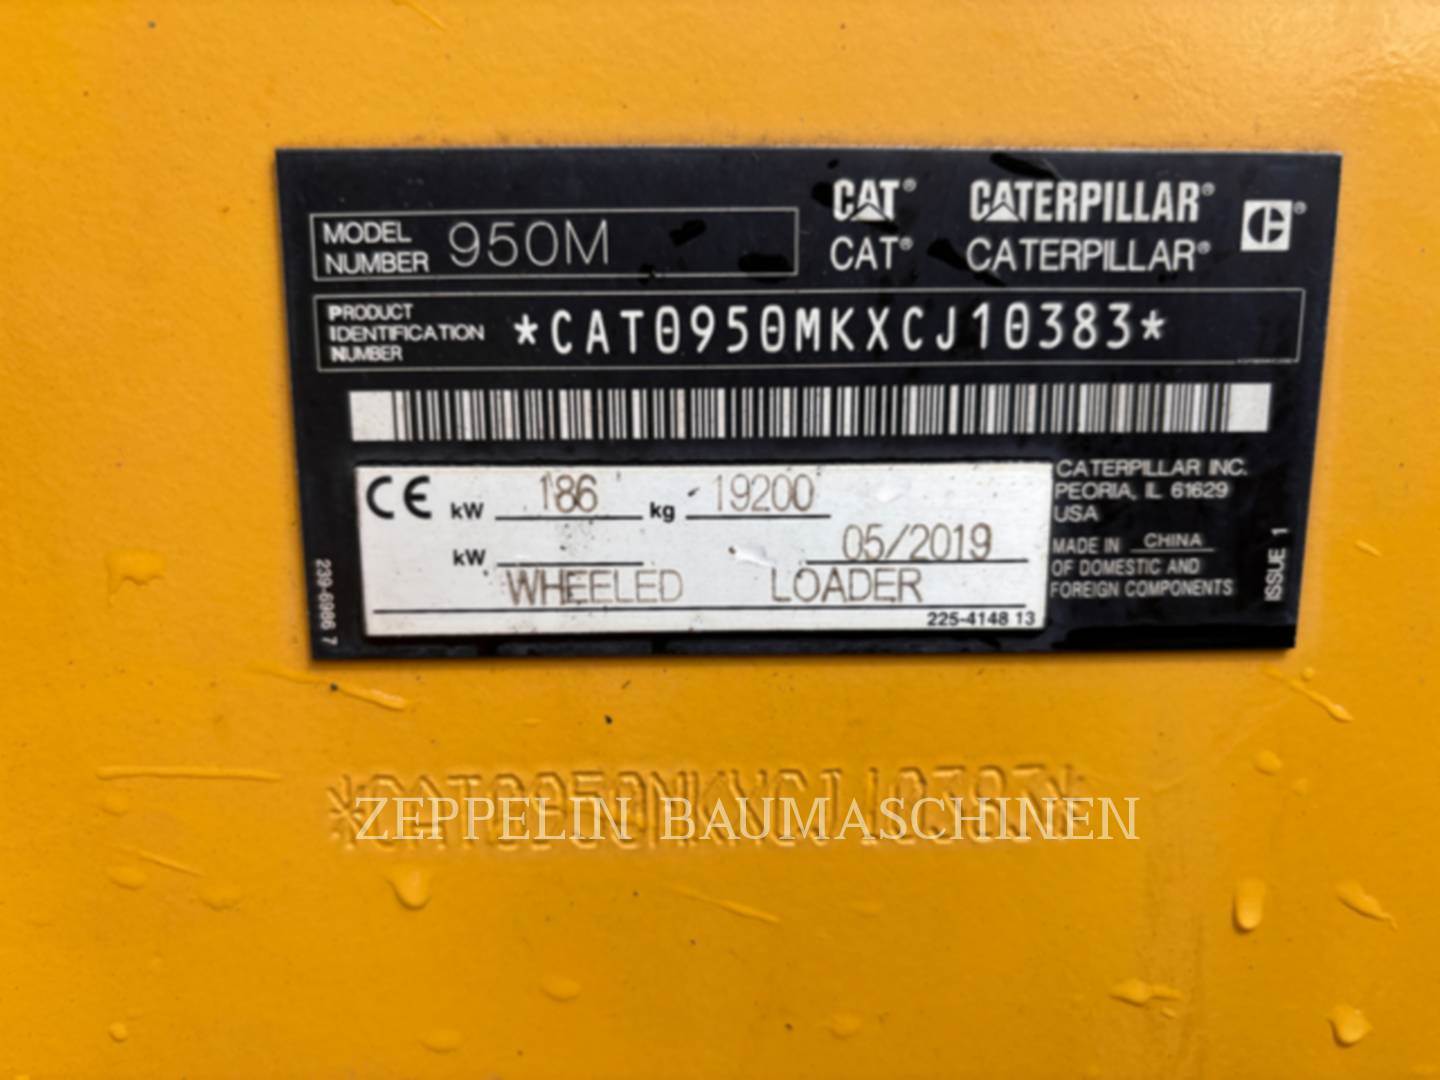 CAT® CATERPILLAR®
MODEL NUMBER 950M
CAT® CATERPILLAR®
PRODUCT IDENTIFICATION NUMBER *CAT0950MKXCJ10383*
CE kW 186 kg 19200
kW 05/2019
WHEELED LOADER
225-4148 13
CATERPILLAR INC.
PEORIA, IL 61629
USA
MADE IN CHINA
OF DOMESTIC AND
FOREIGN COMPONENTS
ISSUE 1
239-6986 7
*CAT0950MKXCJ10383*
ZEPPELIN BAUMASCHINEN